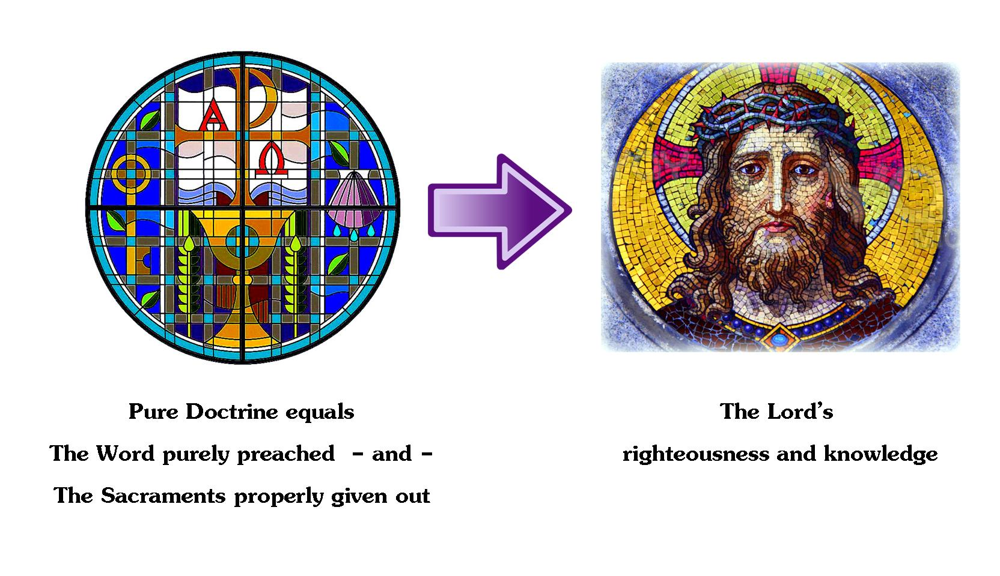 Α Ρ
Ω
Pure Doctrine equals
The Word purely preached – and –
The Sacraments properly given out
The Lord’s
righteousness and knowledge